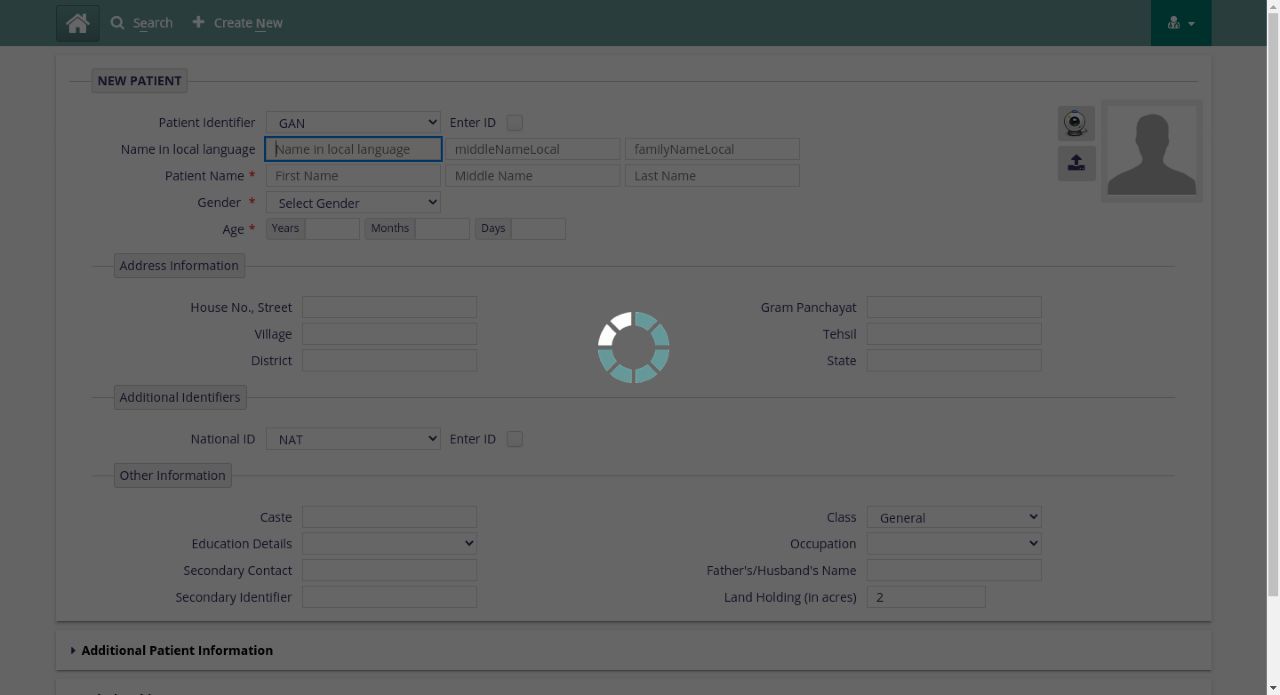 Search Create New
NEW PATIENT
Patient Identifier GAN Enter ID
Name in local language Name in local language middleNameLocal familyNameLocal
Patient Name * First Name Middle Name Last Name
Gender * Select Gender
Age * Years Months Days
Address Information
House No., Street Gram Panchayat
Village Tehsil
District State
Additional Identifiers
National ID NAT Enter ID
Other Information
Caste Class General
Education Details Occupation
Secondary Contact Father's/Husband's Name
Secondary Identifier Land Holding (in acres) 2
Additional Patient Information